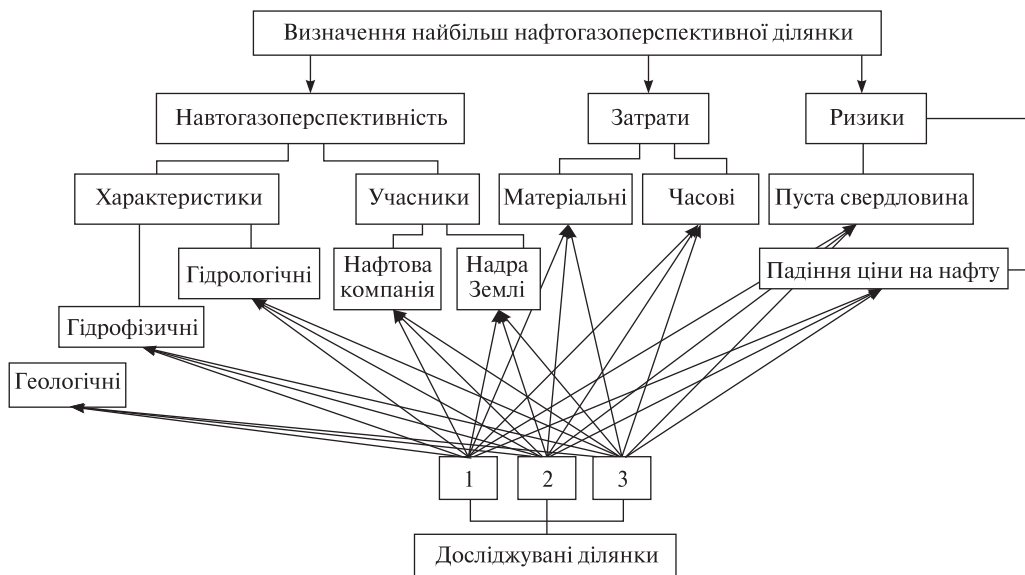 Визначення найбільш нафтогазоперспективної ділянки
Навтогазоперспективність
Затрати
Ризики
Характеристики
Учасники
Матеріальні
Часові
Пуста свердловина
Гідрологічні
Нафтова
компанія
Надра
Землі
Падіння ціни на нафту
Гідрофізичні
Геологічні
1
2
3
Досліджувані ділянки